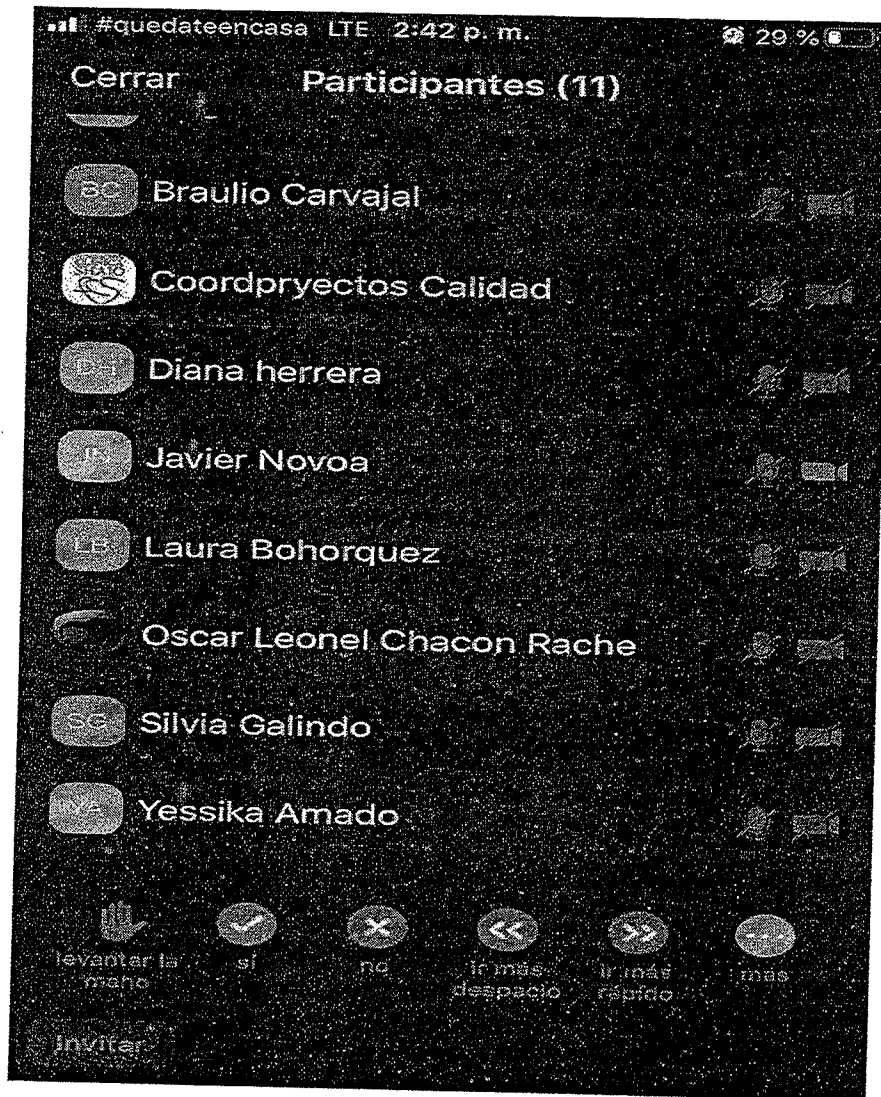 #quedateencasa LTE 2:42 p. m. 29 %
Cerrar Participantes (11)
BC Braulio Carvajal
Coordpryectos Calidad
DH Diana herrera
JN Javier Novoa
LB Laura Bohorquez
Oscar Leonel Chacon Rache
SG Silvia Galindo
YA Yessika Amado
levantar la mano
sí
no
ir más despacio
ir más rápido
más
Invitar